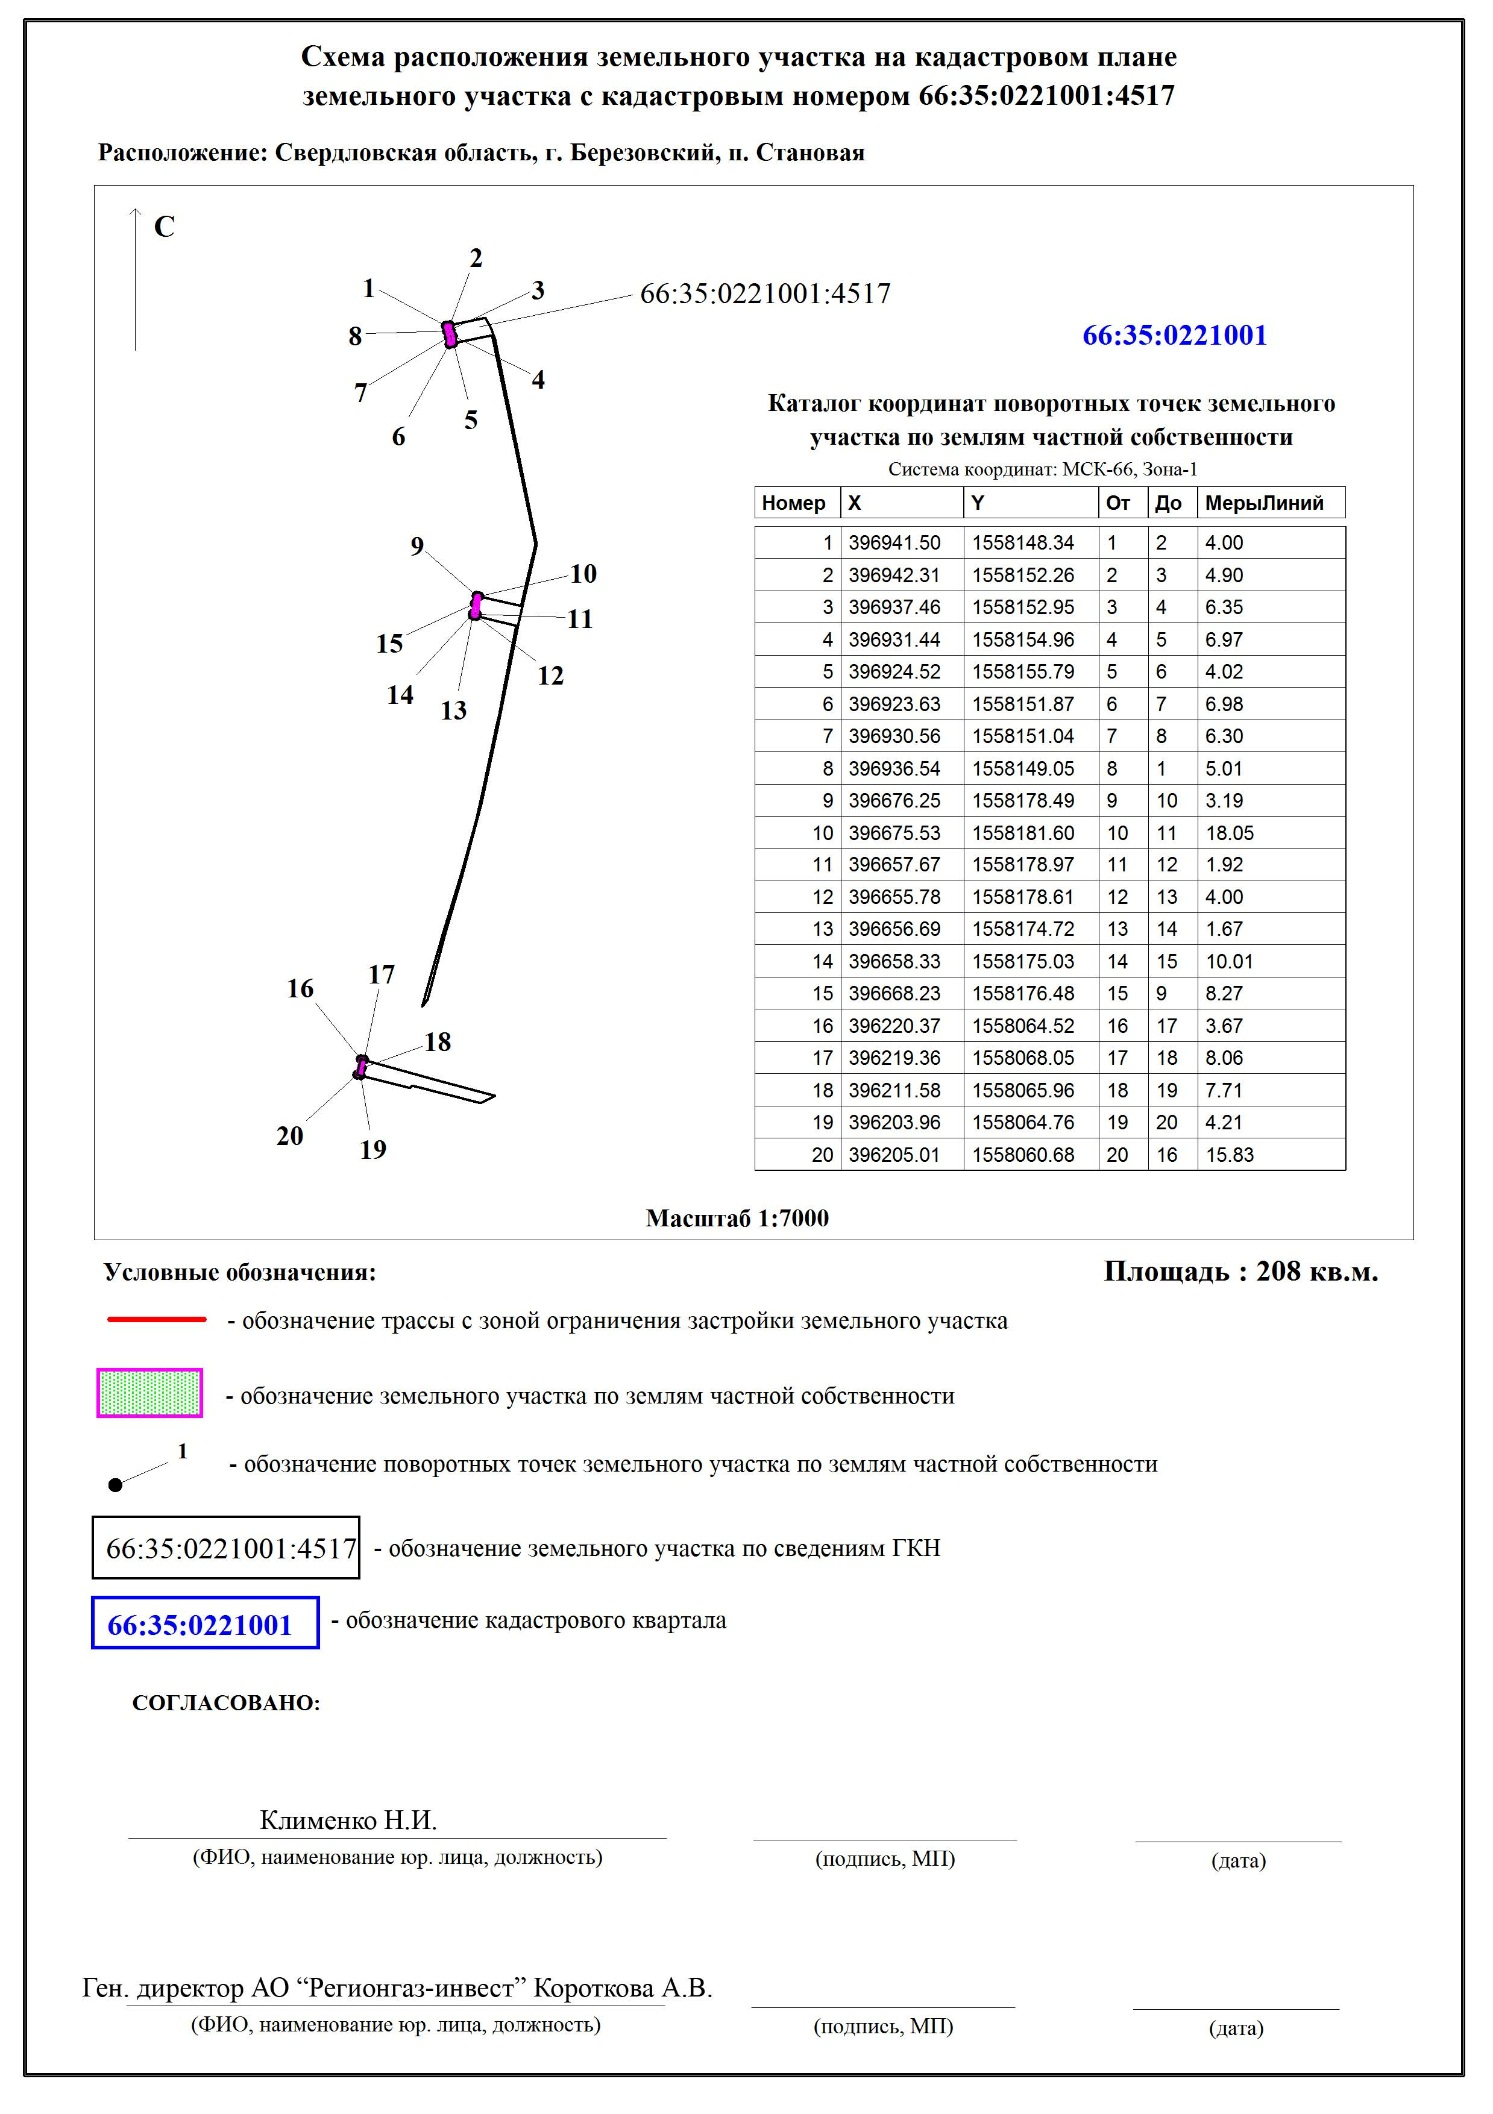 Схема расположения земельного участка на кадастровом плане
земельного участка с кадастровым номером 66:35:0221001:4517
Расположение: Свердловская область, г. Березовский, п. Становая
С
2
1
3
66:35:0221001:4517
8
66:35:0221001
4
7
5
6
9
10
11
15
12
14
13
17
16
18
20
19
Каталог координат поворотных точек земельного
участка по землям частной собственности
Система координат: МСК-66, Зона-1
Номер X Y От До МерыЛиний
1 396941.50 1558148.34 1 2 4.00
2 396942.31 1558152.26 2 3 4.90
3 396937.46 1558152.95 3 4 6.35
4 396931.44 1558154.96 4 5 6.97
5 396924.52 1558155.79 5 6 4.02
6 396923.63 1558151.87 6 7 6.98
7 396930.56 1558151.04 7 8 6.30
8 396936.54 1558149.05 8 1 5.01
9 396676.25 1558178.49 9 10 3.19
10 396675.53 1558181.60 10 11 18.05
11 396657.67 1558178.97 11 12 1.92
12 396655.78 1558178.61 12 13 4.00
13 396656.69 1558174.72 13 14 1.67
14 396658.33 1558175.03 14 15 10.01
15 396668.23 1558176.48 15 9 8.27
16 396220.37 1558064.52 16 17 3.67
17 396219.36 1558068.05 17 18 8.06
18 396211.58 1558065.96 18 19 7.71
19 396203.96 1558064.76 19 20 4.21
20 396205.01 1558060.68 20 16 15.83
Масштаб 1:7000
Условные обозначения:
Площадь : 208 кв.м.
- обозначение трассы с зоной ограничения застройки земельного участка
- обозначение земельного участка по землям частной собственности
1
- обозначение поворотных точек земельного участка по землям частной собственности
66:35:0221001:4517 - обозначение земельного участка по сведениям ГКН
66:35:0221001 - обозначение кадастрового квартала
СОГЛАСОВАНО:
Клименко Н.И.
(ФИО, наименование юр. лица, должность) (подпись, МП) (дата)
Ген. директор АО “Регионгаз-инвест” Короткова А.В.
(ФИО, наименование юр. лица, должность) (подпись, МП) (дата)